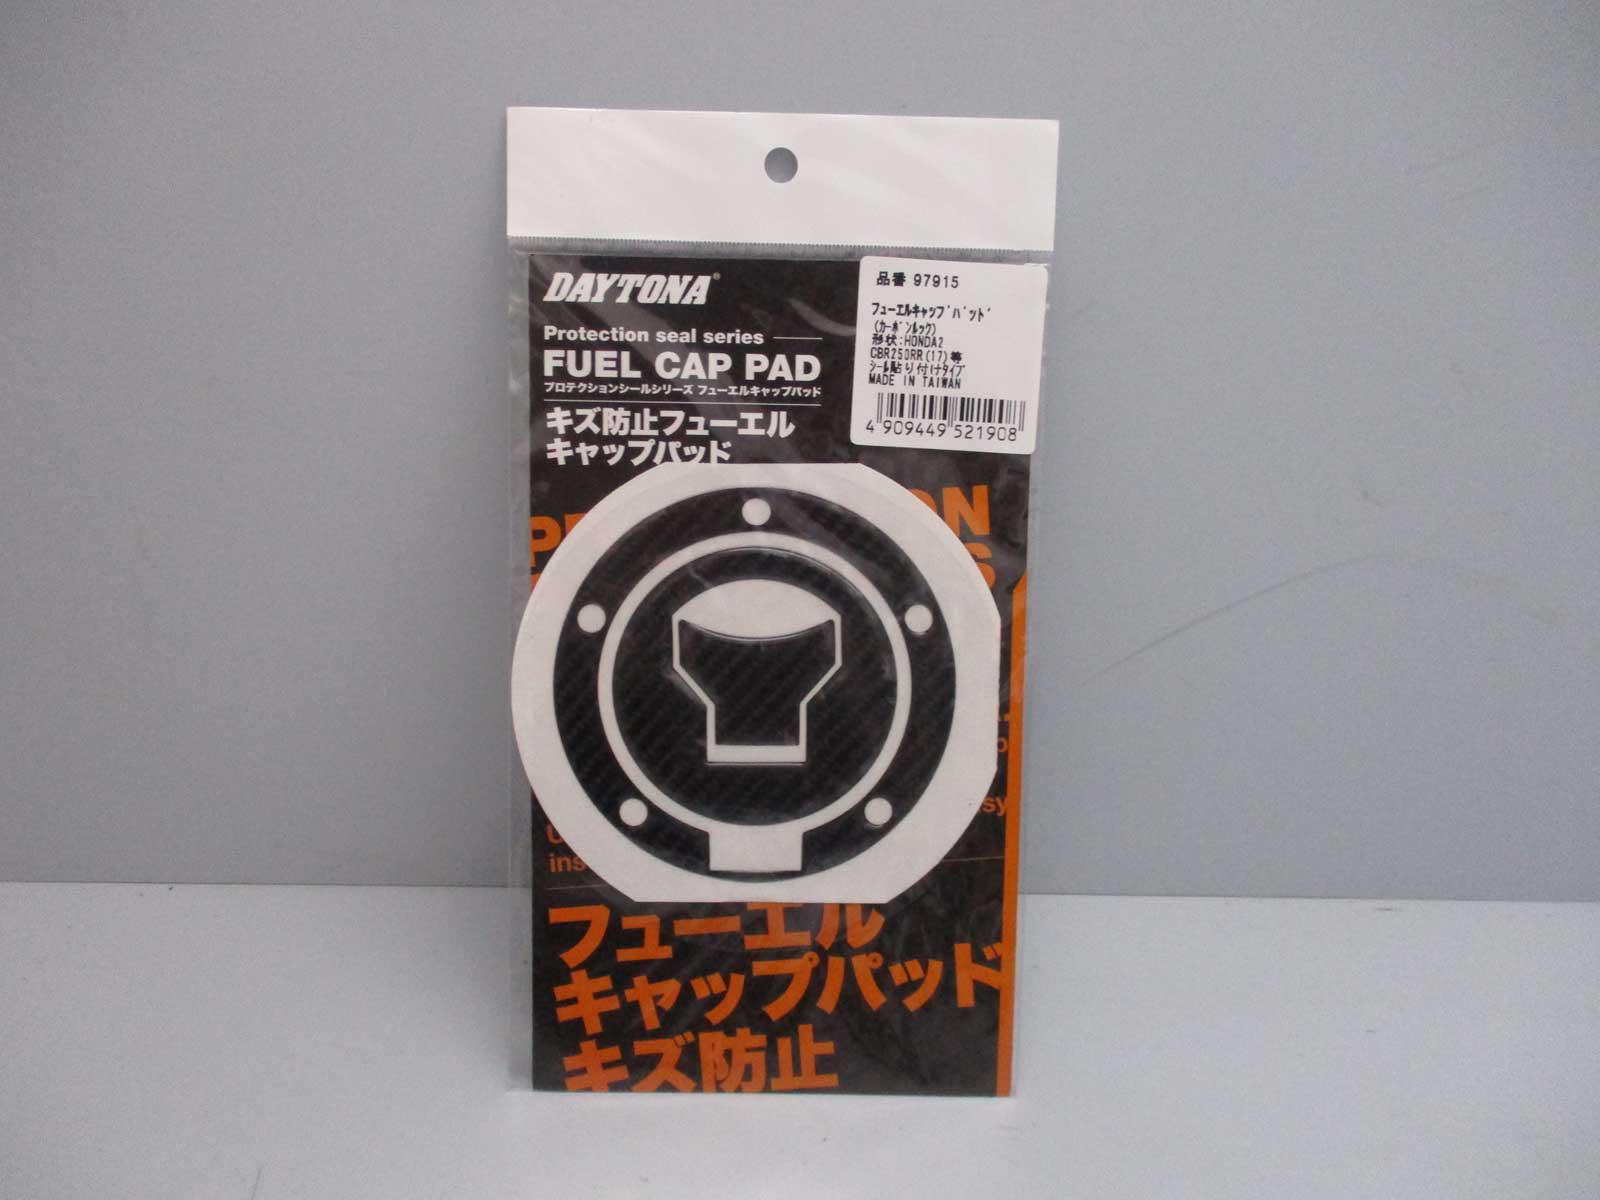 DAYTONA®
Protection seal series
FUEL CAP PAD
プロテクションシールシリーズ フューエルキャップパッド
キズ防止フューエル
キャップパッド
品番 97915
フューエルキャップﾟパッドﾞ
(ｶｰﾎﾞﾝﾙｯｸ)
形状:HONDA2
CBR250RR(17)等
ｼｰﾙ貼り付けタイプ
MADE IN TAIWAN
4 909449 521908
ON
S
sy
ins
フューエル
キャップパッド
キズ防止